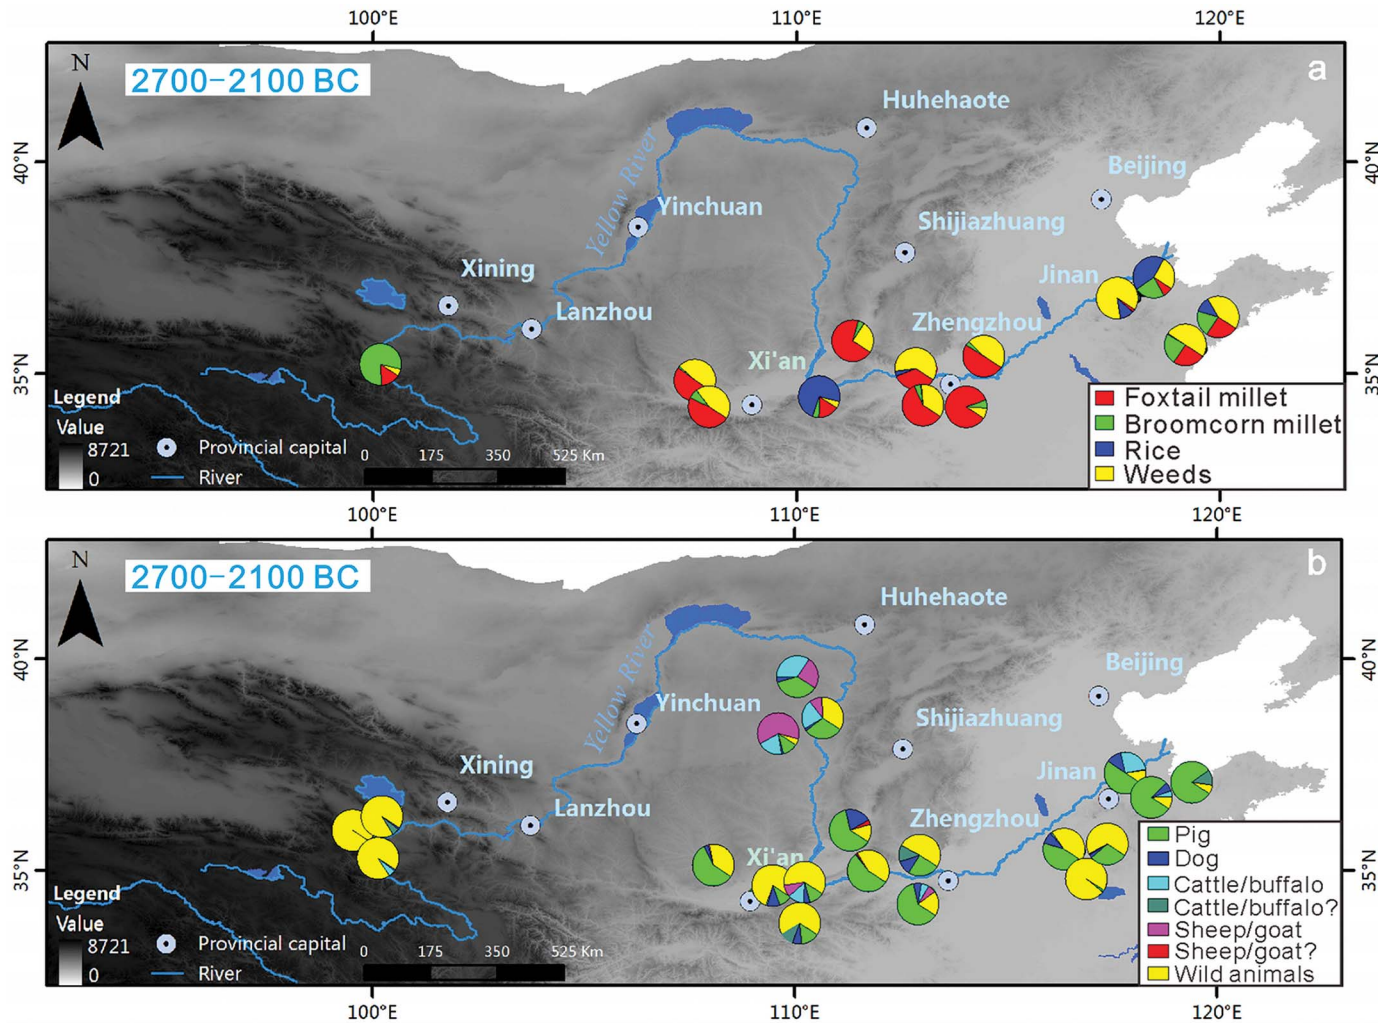 100°E 110°E 120°E
N
2700−2100 BC
a
Huhehaote
40°N 40°N
Beijing
Yellow River
Yinchuan
Shijiazhuang
Xining
Jinan
Lanzhou
Zhengzhou
Xi'an
35°N 35°N
Legend
Value
8721
0
Provincial capital
River
0 175 350 525 Km
Foxtail millet
Broomcorn millet
Rice
Weeds
100°E 110°E 120°E
N
2700−2100 BC
b
Huhehaote
40°N 40°N
Beijing
Yellow River
Yinchuan
Shijiazhuang
Xining
Jinan
Lanzhou
Zhengzhou
Xi'an
35°N 35°N
Legend
Value
8721
0
Provincial capital
River
0 175 350 525 Km
Pig
Dog
Cattle/buffalo
Cattle/buffalo?
Sheep/goat
Sheep/goat?
Wild animals
100°E 110°E 120°E